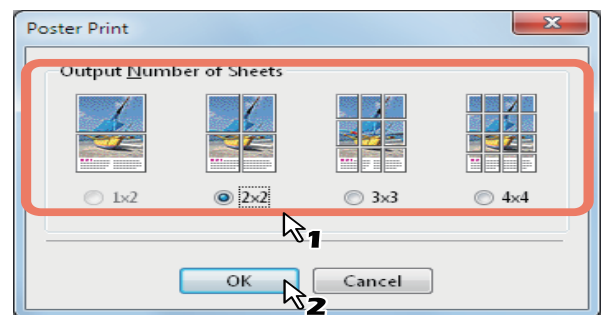 Poster Print
Output Number of Sheets
1x2 2x2 3x3 4x4
1
OK Cancel
2